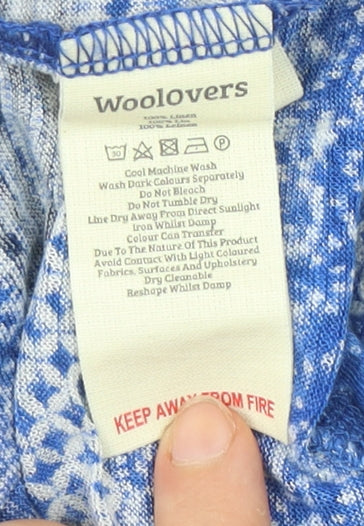 WoolOvers
100% Linen
100% Lin
100% Leinen
30
P
Cool Machine Wash
Wash Dark Colours Separately
Do Not Bleach
Do Not Tumble Dry
Line Dry Away From Direct Sunlight
Iron Whilst Damp
Colour Can Transfer
Due To The Nature Of This Product
Avoid Contact With Light Coloured
Fabrics, Surfaces And Upholstery
Dry Cleanable
Reshape Whilst Damp
KEEP AWAY FROM FIRE